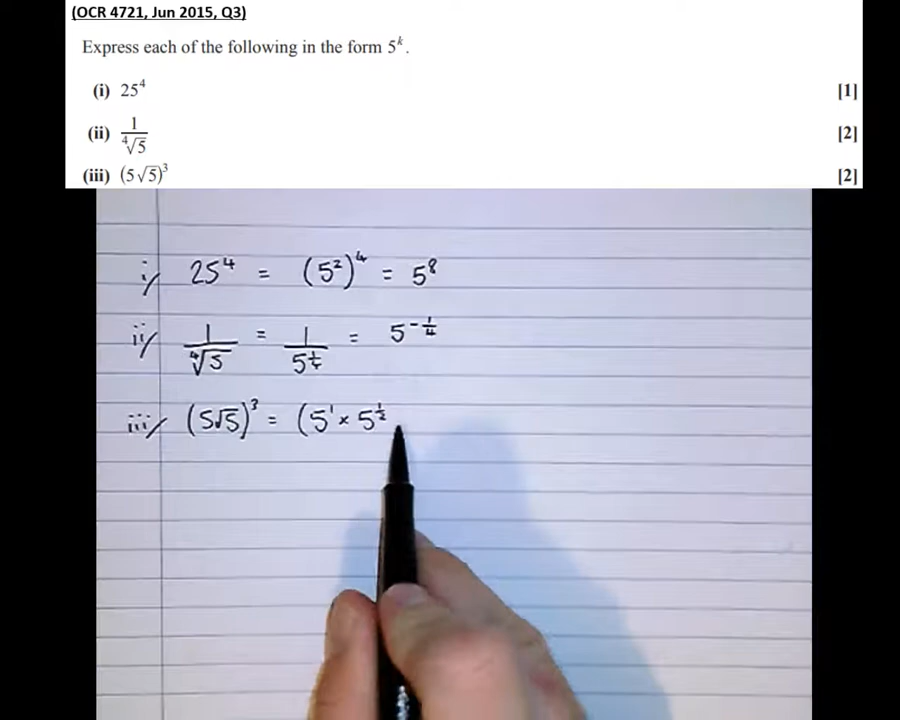 (OCR 4721, Jun 2015, Q3)
Express each of the following in the form 5^k.
(i) 25^4 [1]
(ii) 1/∜5 [2]
(iii) (5√5)^3 [2]
i/ 25^4 = (5^2)^4 = 5^8
ii/ 1/∜5 = 1/5^(1/4) = 5^(-1/4)
iii/ (5√5)^3 = (5^1 × 5^(1/2)